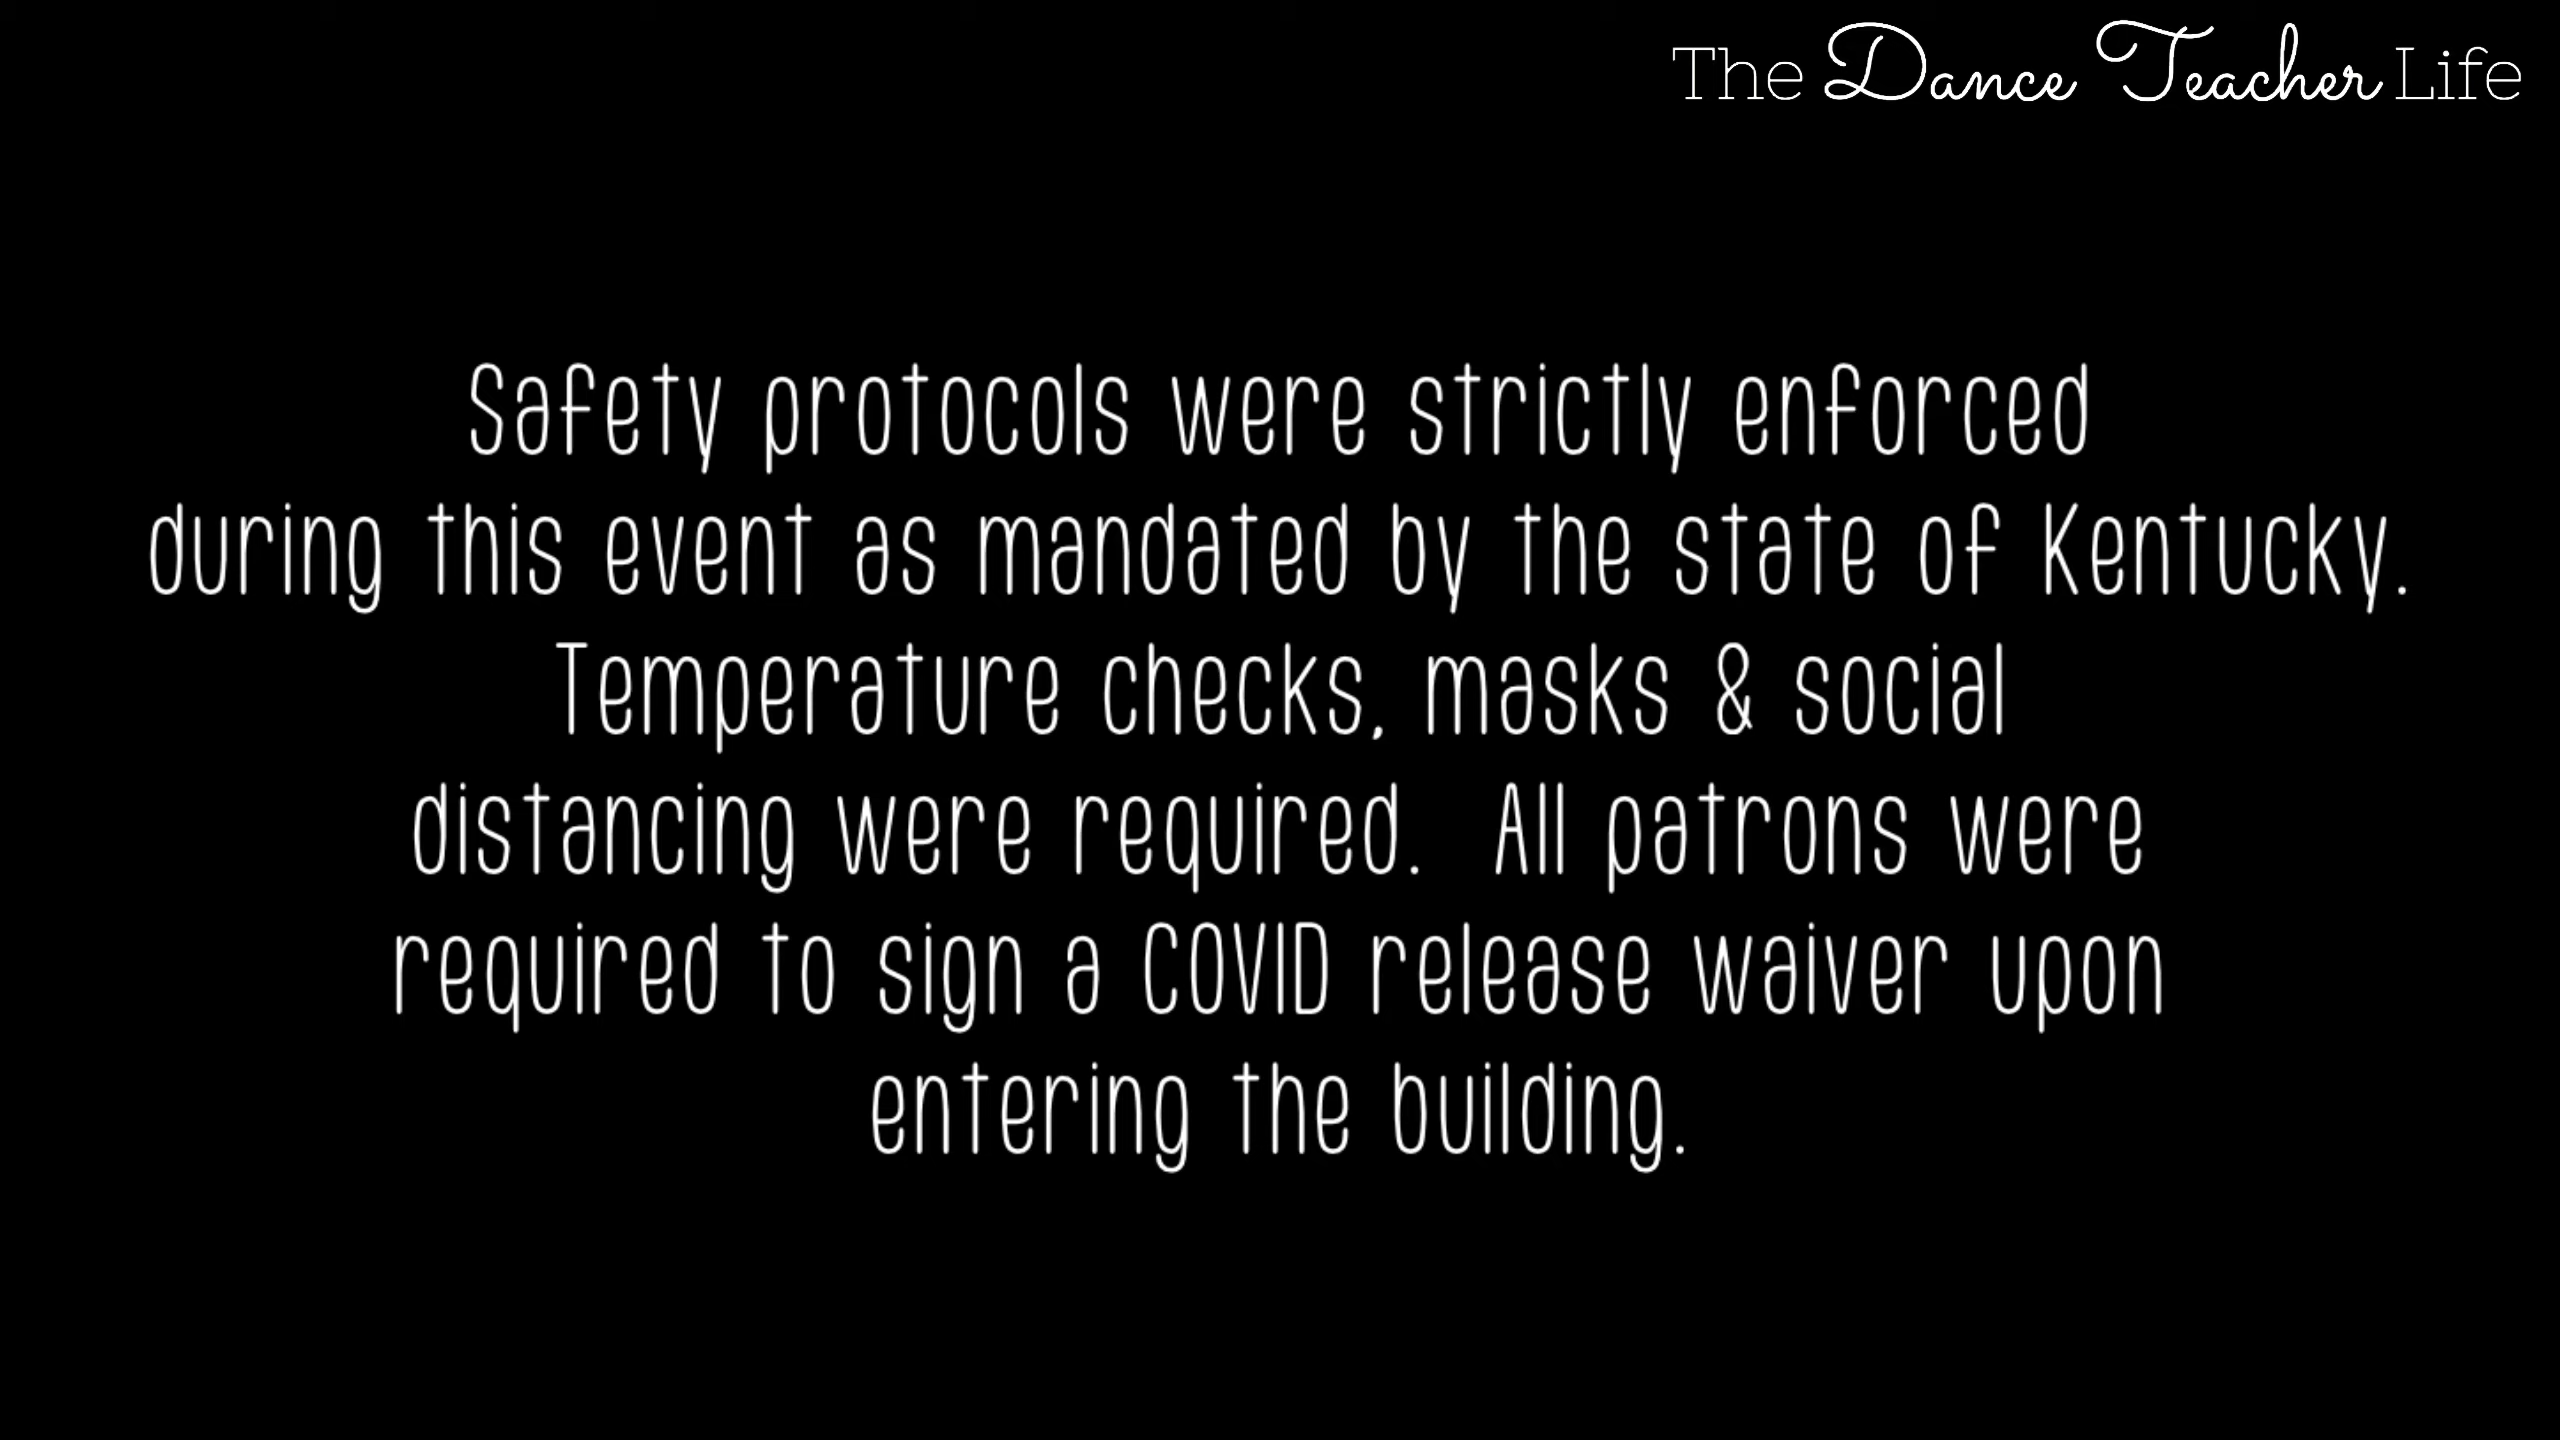 The Dance Teacher Life
Safety protocols were strictly enforced
during this event as mandated by the state of Kentucky.
Temperature checks, masks & social
distancing were required.  All patrons were
required to sign a COVID release waiver upon
entering the building.